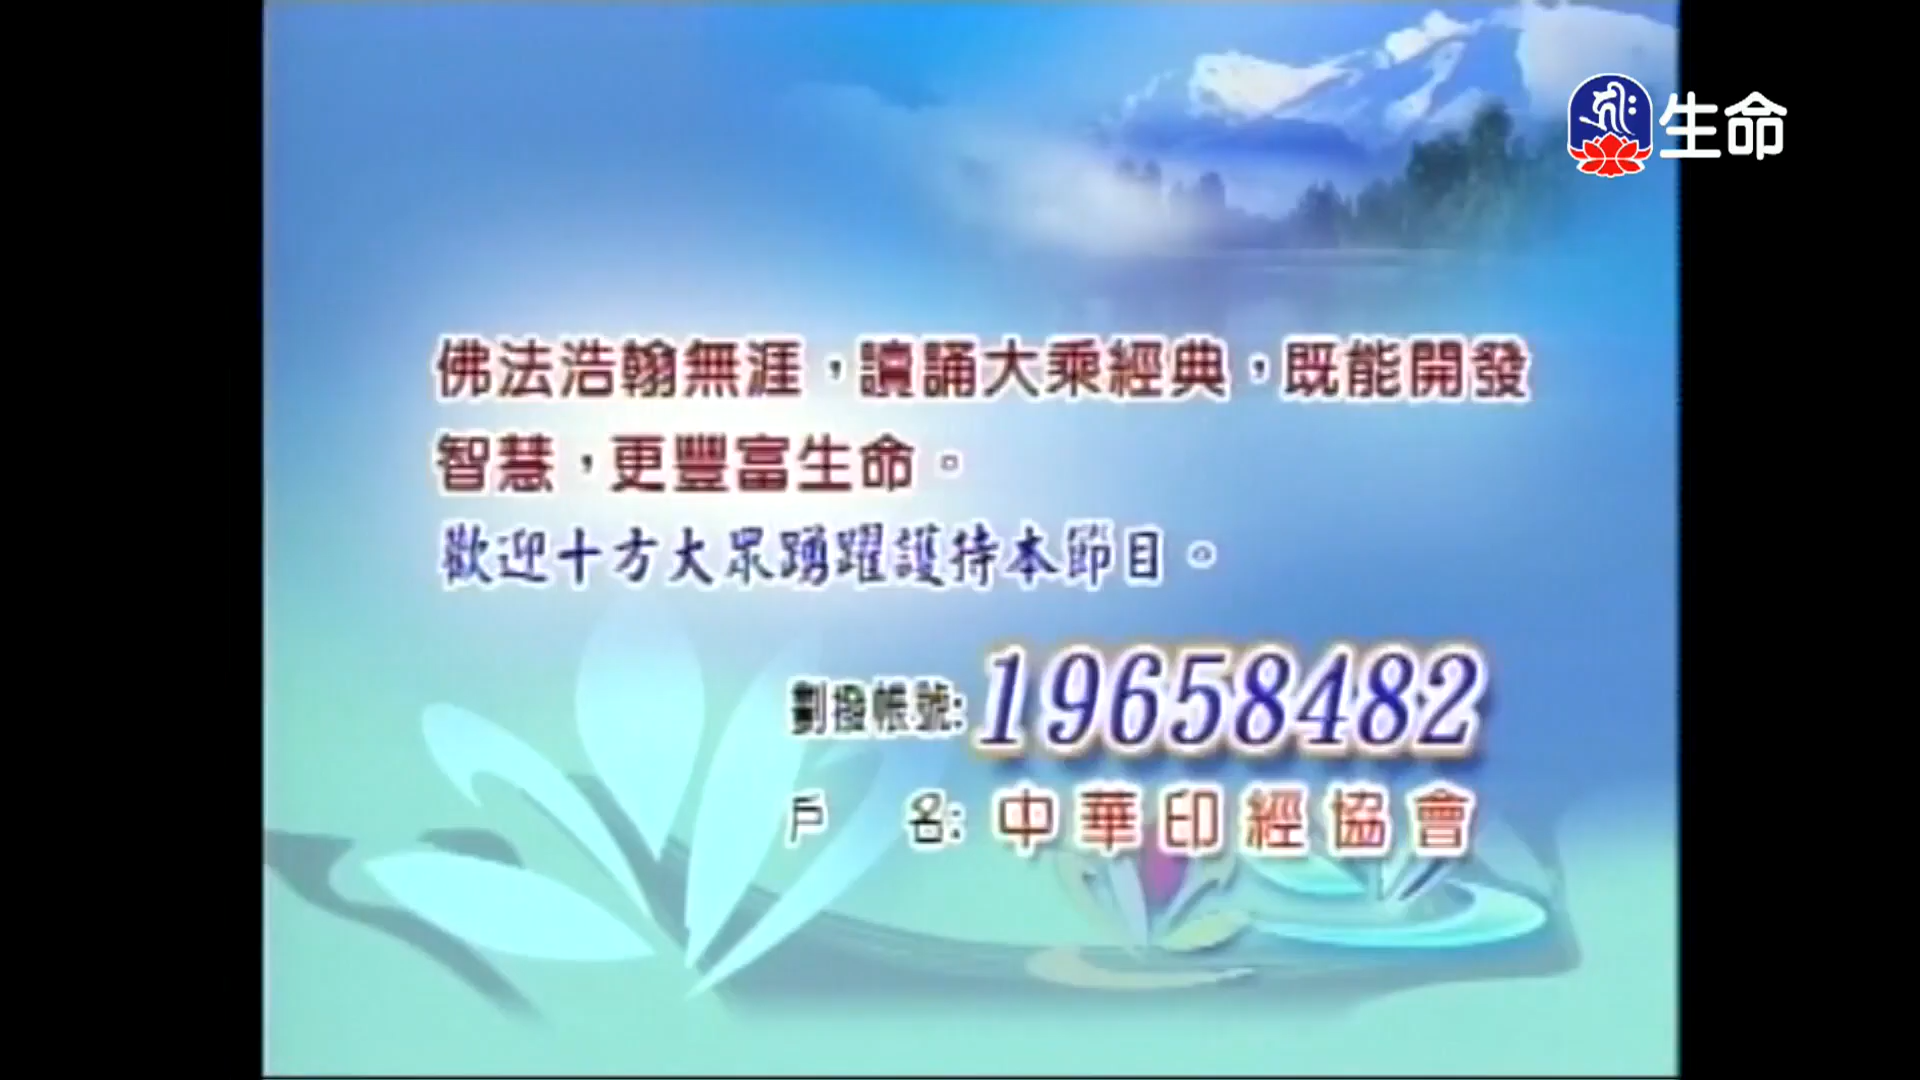 生命
佛法浩翰無涯，讀誦大乘經典，既能開發
智慧，更豐富生命。
歡迎十方大眾踴躍護持本節目。
劃撥帳號:19658482
戶　名:中華印經協會